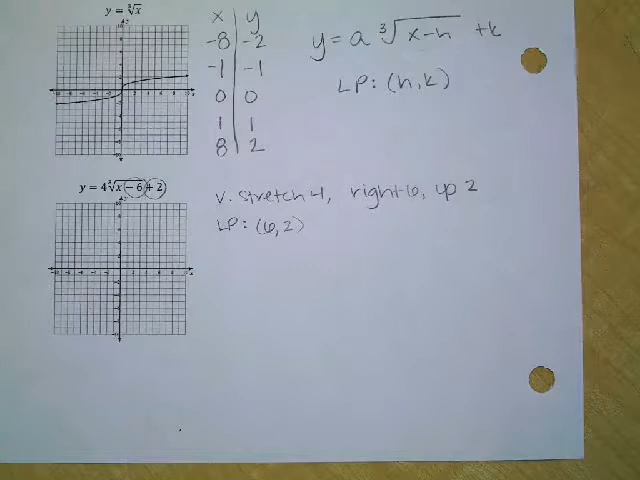 y = ∛x
x y
-8 -2
-1 -1
0 0
1 1
8 2
y = a ∛x-h + k
LP: (h, k)
y = 4∛x - 6 + 2
v. stretch 4, right 6, up 2
LP: (6, 2)